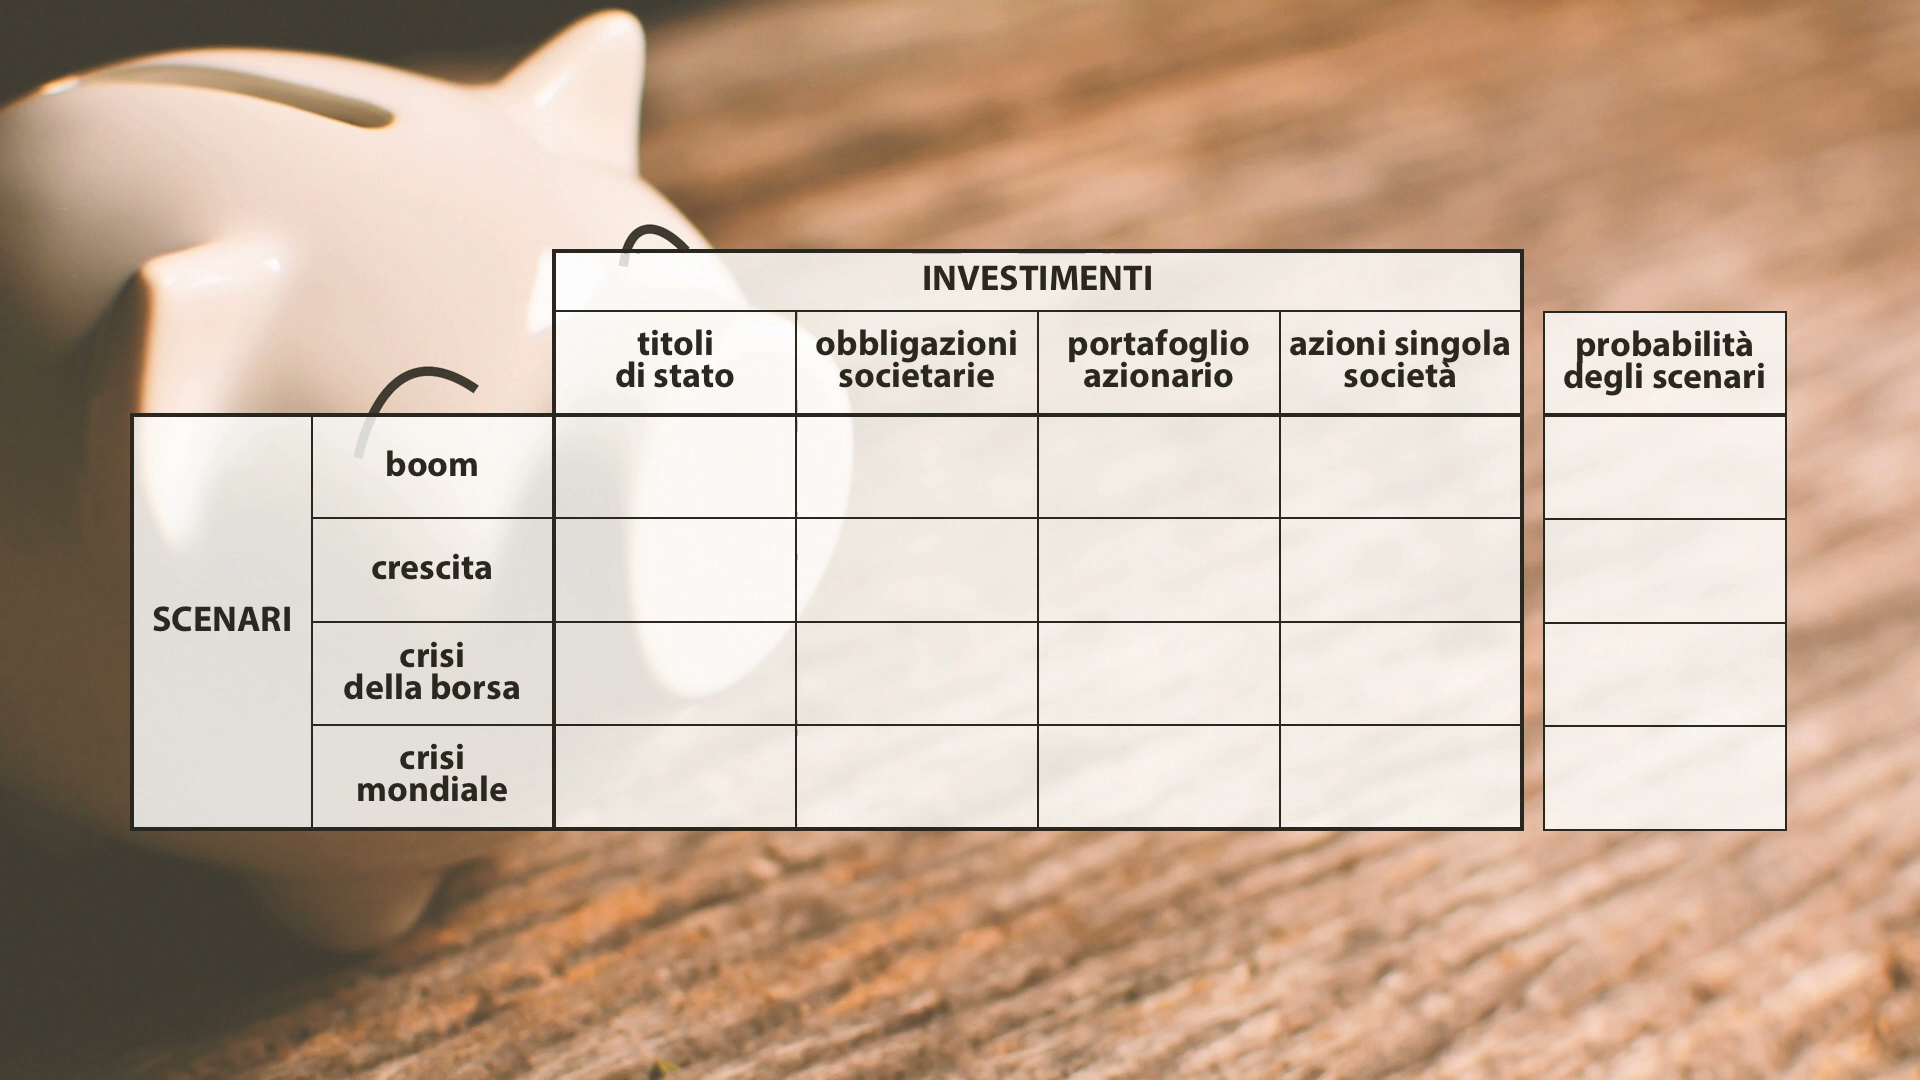 INVESTIMENTI
titoli
di stato
obbligazioni
societarie
portafoglio
azionario
azioni singola
società
probabilità
degli scenari
SCENARI
boom
crescita
crisi
della borsa
crisi
mondiale